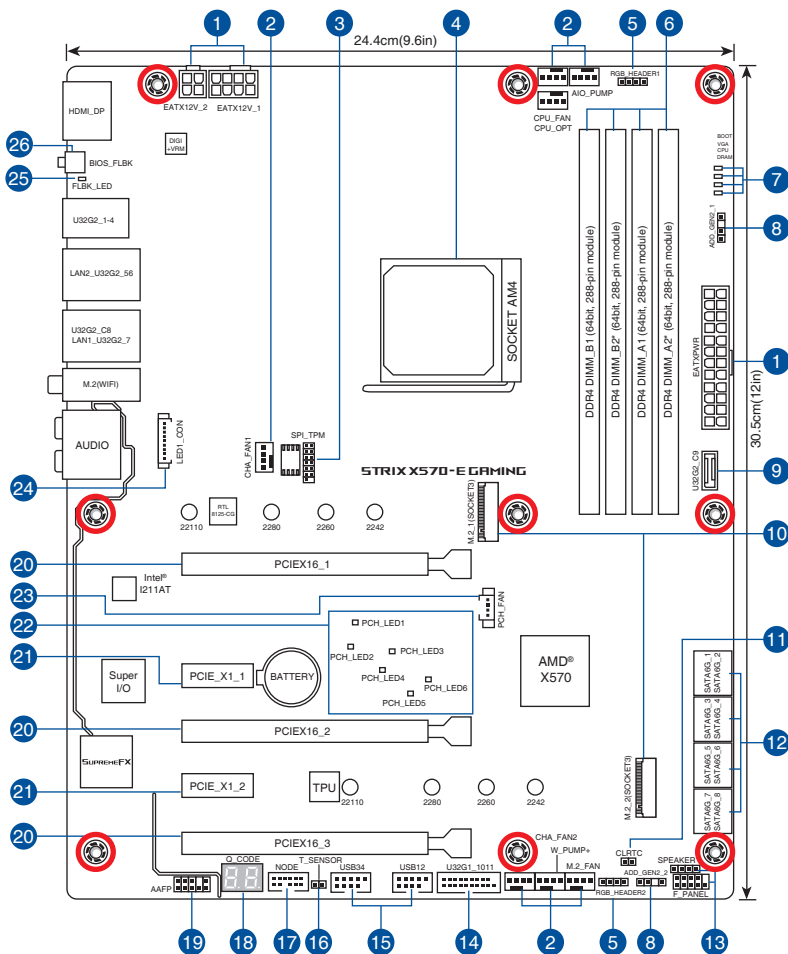 1
2
3
4
2
5
6
24.4cm(9.6in)
EATX12V_2
EATX12V_1
AIO_PUMP
RGB_HEADER1
CPU_FAN
CPU_OPT
HDMI_DP
DIGI
+VRM
26
BIOS_FLBK
25
FLBK_LED
BOOT
VGA
CPU
DRAM
7
8
ADD_GEN2_1
U32G2_1-4
LAN2_U32G2_56
U32G2_C8
LAN1_U32G2_7
M.2(WIFI)
AUDIO
SOCKET AM4
DDR4 DIMM_B1 (64bit, 288-pin module)
DDR4 DIMM_B2* (64bit, 288-pin module)
DDR4 DIMM_A1 (64bit, 288-pin module)
DDR4 DIMM_A2* (64bit, 288-pin module)
EATXPWR
1
30.5cm(12in)
LED1_CON
24
CHA_FAN1
SPI_TPM
STRIX X570-E GAMING
U32G2_C9
9
M.2_1(SOCKET3)
10
22110
RTL
8125-CG
2280
2260
2242
20
PCIEX16_1
Intel®
I211AT
23
PCH_FAN
22
PCH_LED1
PCH_LED2
PCH_LED3
PCH_LED4
PCH_LED6
PCH_LED5
11
21
Super
I/O
PCIE_X1_1
BATTERY
AMD®
X570
SATA6G_1
SATA6G_2
SATA6G_3
SATA6G_4
SATA6G_5
SATA6G_6
SATA6G_7
SATA6G_8
12
20
PCIEX16_2
SUPREMEFX
21
PCIE_X1_2
TPU
22110
2280
2260
2242
M.2_2(SOCKET3)
20
PCIEX16_3
CHA_FAN2
W_PUMP+
M.2_FAN
CLRTC
SPEAKER
ADD_GEN2_2
F_PANEL
RGB_HEADER2
Q_CODE
NODE
T_SENSOR
USB34
USB12
U32G1_1011
AAFP
19
18
17
16
15
14
2
5
8
13